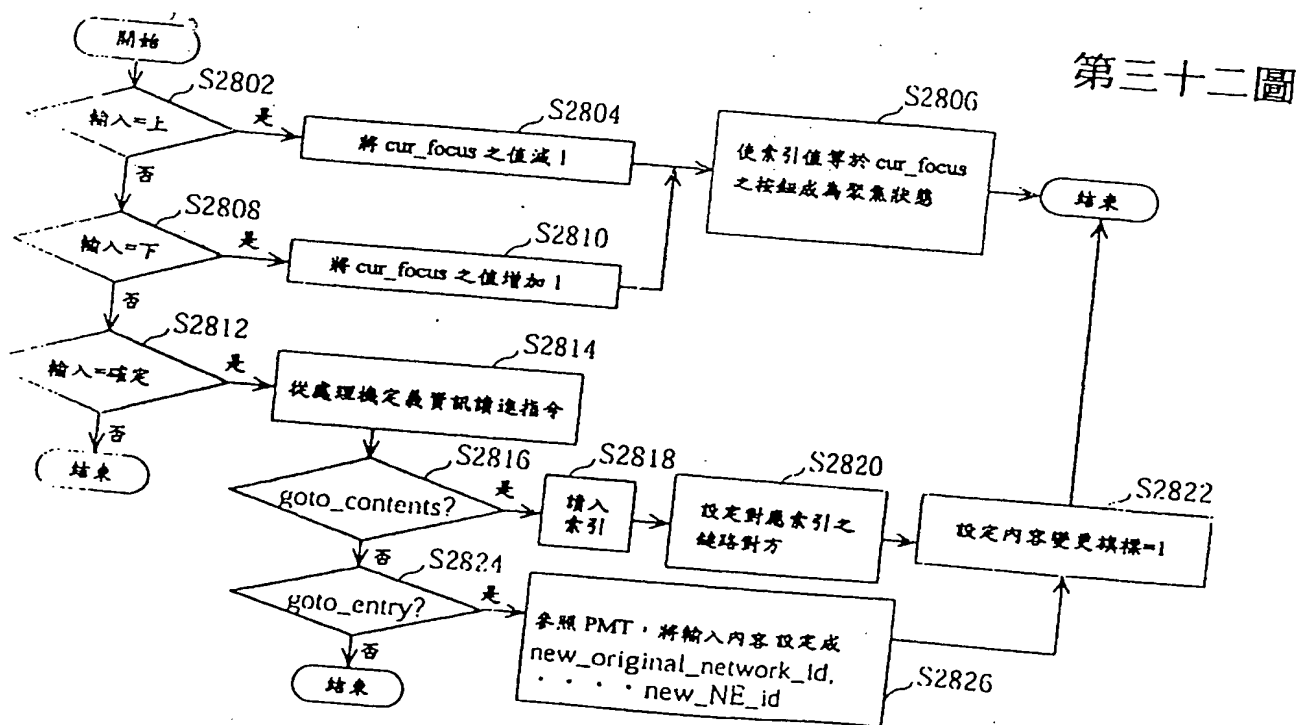 第三十二圖
開始
S2802
輸入=上
是
否
S2804
將 cur_focus 之值減 1
S2806
使索引值等於 cur_focus
之按鈕成為聚焦狀態
結束
S2808
輸入=下
是
否
S2810
將 cur_focus 之值增加 1
S2812
輸入=確定
是
否
結束
S2814
從處理機定義資訊讀進指令
S2816
goto_contents?
是
否
S2818
讀入
索引
S2820
設定對應索引之
鏈路對方
S2822
設定內容變更旗標=1
S2824
goto_entry?
是
否
結束
參照 PMT，將輸入內容設定成
new_original_network_id,
・・・・new_NE_id
S2826